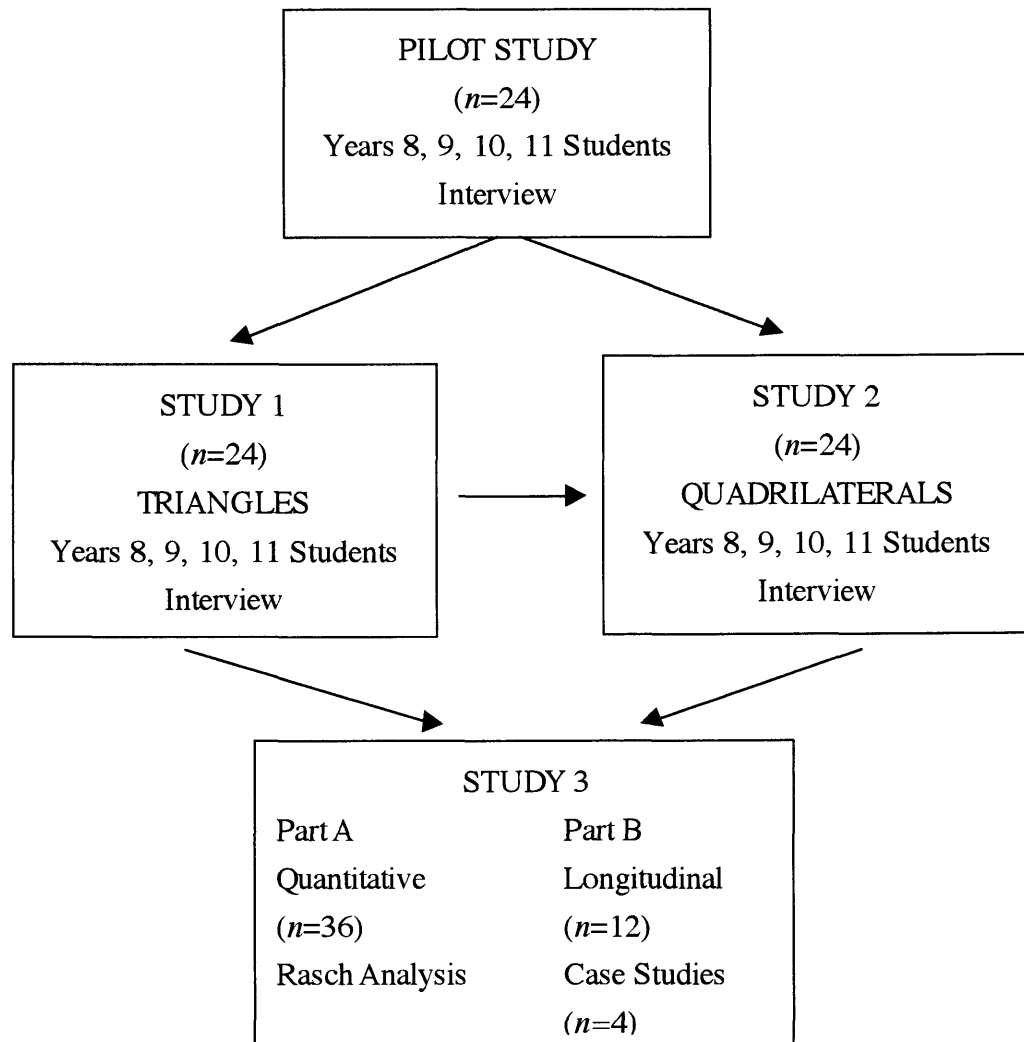 PILOT STUDY
(n=24)
Years 8, 9, 10, 11 Students
Interview
STUDY 1
(n=24)
TRIANGLES
Years 8, 9, 10, 11 Students
Interview
STUDY 2
(n=24)
QUADRILATERALS
Years 8, 9, 10, 11 Students
Interview
STUDY 3
Part A
Quantitative
(n=36)
Rasch Analysis
Part B
Longitudinal
(n=12)
Case Studies
(n=4)